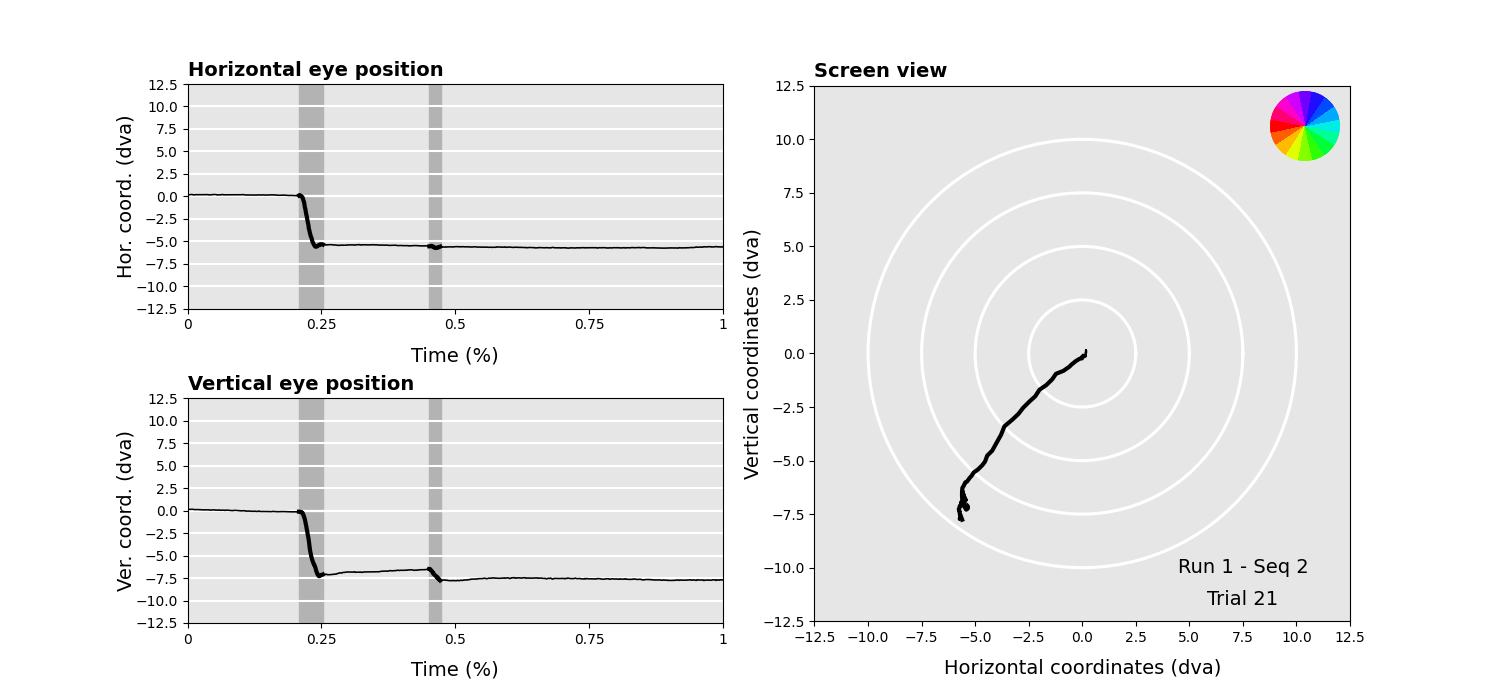 Horizontal eye position
12.5
10.0
7.5
5.0
2.5
0.0
−2.5
−5.0
−7.5
−10.0
−12.5
Hor. coord. (dva)
0 0.25 0.5 0.75 1
Time (%)
Vertical eye position
12.5
10.0
7.5
5.0
2.5
0.0
−2.5
−5.0
−7.5
−10.0
−12.5
Ver. coord. (dva)
0 0.25 0.5 0.75 1
Time (%)
Screen view
12.5
10.0
7.5
5.0
2.5
0.0
−2.5
−5.0
−7.5
−10.0
−12.5
Vertical coordinates (dva)
Run 1 - Seq 2
Trial 21
−12.5 −10.0 −7.5 −5.0 −2.5 0.0 2.5 5.0 7.5 10.0 12.5
Horizontal coordinates (dva)